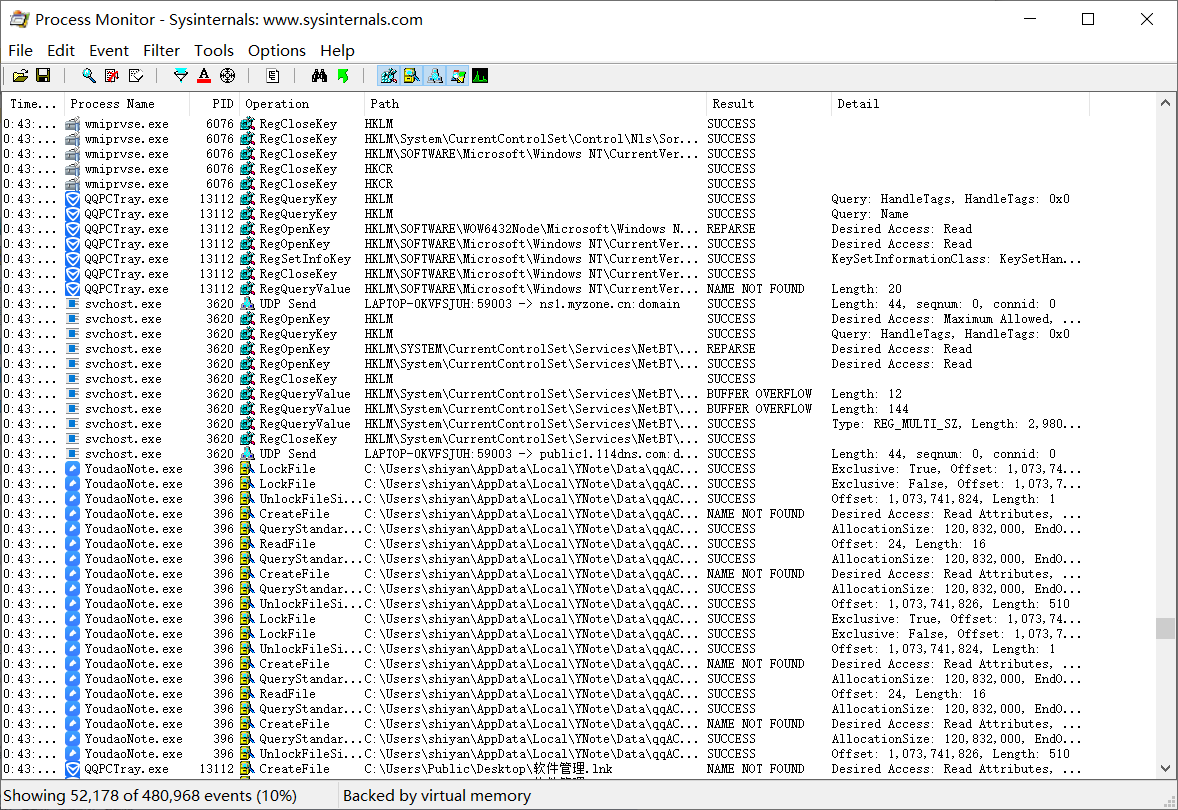 Process Monitor - Sysinternals: www.sysinternals.com
File Edit Event Filter Tools Options Help
Time... Process Name PID Operation Path Result Detail
0:43:... wmiprvse.exe 6076 RegCloseKey HKLM SUCCESS
0:43:... wmiprvse.exe 6076 RegCloseKey HKLM\System\CurrentControlSet\Control\Nls\Sor... SUCCESS
0:43:... wmiprvse.exe 6076 RegCloseKey HKLM\SOFTWARE\Microsoft\Windows NT\CurrentVer... SUCCESS
0:43:... wmiprvse.exe 6076 RegCloseKey HKCR SUCCESS
0:43:... wmiprvse.exe 6076 RegCloseKey HKCR SUCCESS
0:43:... QQPCTray.exe 13112 RegQueryKey HKLM SUCCESS Query: HandleTags, HandleTags: 0x0
0:43:... QQPCTray.exe 13112 RegQueryKey HKLM SUCCESS Query: Name
0:43:... QQPCTray.exe 13112 RegOpenKey HKLM\SOFTWARE\WOW6432Node\Microsoft\Windows N... REPARSE Desired Access: Read
0:43:... QQPCTray.exe 13112 RegOpenKey HKLM\SOFTWARE\Microsoft\Windows NT\CurrentVer... SUCCESS Desired Access: Read
0:43:... QQPCTray.exe 13112 RegSetInfoKey HKLM\SOFTWARE\Microsoft\Windows NT\CurrentVer... SUCCESS KeySetInformationClass: KeySetHan...
0:43:... QQPCTray.exe 13112 RegCloseKey HKLM\SOFTWARE\Microsoft\Windows NT\CurrentVer... SUCCESS
0:43:... QQPCTray.exe 13112 RegQueryValue HKLM\SOFTWARE\Microsoft\Windows NT\CurrentVer... NAME NOT FOUND Length: 20
0:43:... svchost.exe 3620 UDP Send LAPTOP-OKVFSJUH:59003 -> ns1.myzone.cn:domain SUCCESS Length: 44, seqnum: 0, connid: 0
0:43:... svchost.exe 3620 RegOpenKey HKLM SUCCESS Desired Access: Maximum Allowed, ...
0:43:... svchost.exe 3620 RegQueryKey HKLM SUCCESS Query: HandleTags, HandleTags: 0x0
0:43:... svchost.exe 3620 RegOpenKey HKLM\SYSTEM\CurrentControlSet\Services\NetBT\... REPARSE Desired Access: Read
0:43:... svchost.exe 3620 RegOpenKey HKLM\System\CurrentControlSet\Services\NetBT\... SUCCESS Desired Access: Read
0:43:... svchost.exe 3620 RegCloseKey HKLM SUCCESS
0:43:... svchost.exe 3620 RegQueryValue HKLM\System\CurrentControlSet\Services\NetBT\... BUFFER OVERFLOW Length: 12
0:43:... svchost.exe 3620 RegQueryValue HKLM\System\CurrentControlSet\Services\NetBT\... BUFFER OVERFLOW Length: 144
0:43:... svchost.exe 3620 RegQueryValue HKLM\System\CurrentControlSet\Services\NetBT\... SUCCESS Type: REG_MULTI_SZ, Length: 2,980...
0:43:... svchost.exe 3620 RegCloseKey HKLM\System\CurrentControlSet\Services\NetBT\... SUCCESS
0:43:... svchost.exe 3620 UDP Send LAPTOP-OKVFSJUH:59003 -> public1.114dns.com:d... SUCCESS Length: 44, seqnum: 0, connid: 0
0:43:... YoudaoNote.exe 396 LockFile C:\Users\shiyan\AppData\Local\YNote\Data\qqAC... SUCCESS Exclusive: True, Offset: 1,073,74...
0:43:... YoudaoNote.exe 396 LockFile C:\Users\shiyan\AppData\Local\YNote\Data\qqAC... SUCCESS Exclusive: False, Offset: 1,073,7...
0:43:... YoudaoNote.exe 396 UnlockFileSi... C:\Users\shiyan\AppData\Local\YNote\Data\qqAC... SUCCESS Offset: 1,073,741,824, Length: 1
0:43:... YoudaoNote.exe 396 CreateFile C:\Users\shiyan\AppData\Local\YNote\Data\qqAC... NAME NOT FOUND Desired Access: Read Attributes, ...
0:43:... YoudaoNote.exe 396 QueryStandar... C:\Users\shiyan\AppData\Local\YNote\Data\qqAC... SUCCESS AllocationSize: 120,832,000, EndO...
0:43:... YoudaoNote.exe 396 ReadFile C:\Users\shiyan\AppData\Local\YNote\Data\qqAC... SUCCESS Offset: 24, Length: 16
0:43:... YoudaoNote.exe 396 QueryStandar... C:\Users\shiyan\AppData\Local\YNote\Data\qqAC... SUCCESS AllocationSize: 120,832,000, EndO...
0:43:... YoudaoNote.exe 396 CreateFile C:\Users\shiyan\AppData\Local\YNote\Data\qqAC... NAME NOT FOUND Desired Access: Read Attributes, ...
0:43:... YoudaoNote.exe 396 QueryStandar... C:\Users\shiyan\AppData\Local\YNote\Data\qqAC... SUCCESS AllocationSize: 120,832,000, EndO...
0:43:... YoudaoNote.exe 396 UnlockFileSi... C:\Users\shiyan\AppData\Local\YNote\Data\qqAC... SUCCESS Offset: 1,073,741,826, Length: 510
0:43:... YoudaoNote.exe 396 LockFile C:\Users\shiyan\AppData\Local\YNote\Data\qqAC... SUCCESS Exclusive: True, Offset: 1,073,74...
0:43:... YoudaoNote.exe 396 LockFile C:\Users\shiyan\AppData\Local\YNote\Data\qqAC... SUCCESS Exclusive: False, Offset: 1,073,7...
0:43:... YoudaoNote.exe 396 UnlockFileSi... C:\Users\shiyan\AppData\Local\YNote\Data\qqAC... SUCCESS Offset: 1,073,741,824, Length: 1
0:43:... YoudaoNote.exe 396 CreateFile C:\Users\shiyan\AppData\Local\YNote\Data\qqAC... NAME NOT FOUND Desired Access: Read Attributes, ...
0:43:... YoudaoNote.exe 396 QueryStandar... C:\Users\shiyan\AppData\Local\YNote\Data\qqAC... SUCCESS AllocationSize: 120,832,000, EndO...
0:43:... YoudaoNote.exe 396 ReadFile C:\Users\shiyan\AppData\Local\YNote\Data\qqAC... SUCCESS Offset: 24, Length: 16
0:43:... YoudaoNote.exe 396 QueryStandar... C:\Users\shiyan\AppData\Local\YNote\Data\qqAC... SUCCESS AllocationSize: 120,832,000, EndO...
0:43:... YoudaoNote.exe 396 CreateFile C:\Users\shiyan\AppData\Local\YNote\Data\qqAC... NAME NOT FOUND Desired Access: Read Attributes, ...
0:43:... YoudaoNote.exe 396 QueryStandar... C:\Users\shiyan\AppData\Local\YNote\Data\qqAC... SUCCESS AllocationSize: 120,832,000, EndO...
0:43:... YoudaoNote.exe 396 UnlockFileSi... C:\Users\shiyan\AppData\Local\YNote\Data\qqAC... SUCCESS Offset: 1,073,741,826, Length: 510
0:43:... QQPCTray.exe 13112 CreateFile C:\Users\Public\Desktop\软件管理.lnk NAME NOT FOUND Desired Access: Read Attributes, ...
Showing 52,178 of 480,968 events (10%) Backed by virtual memory